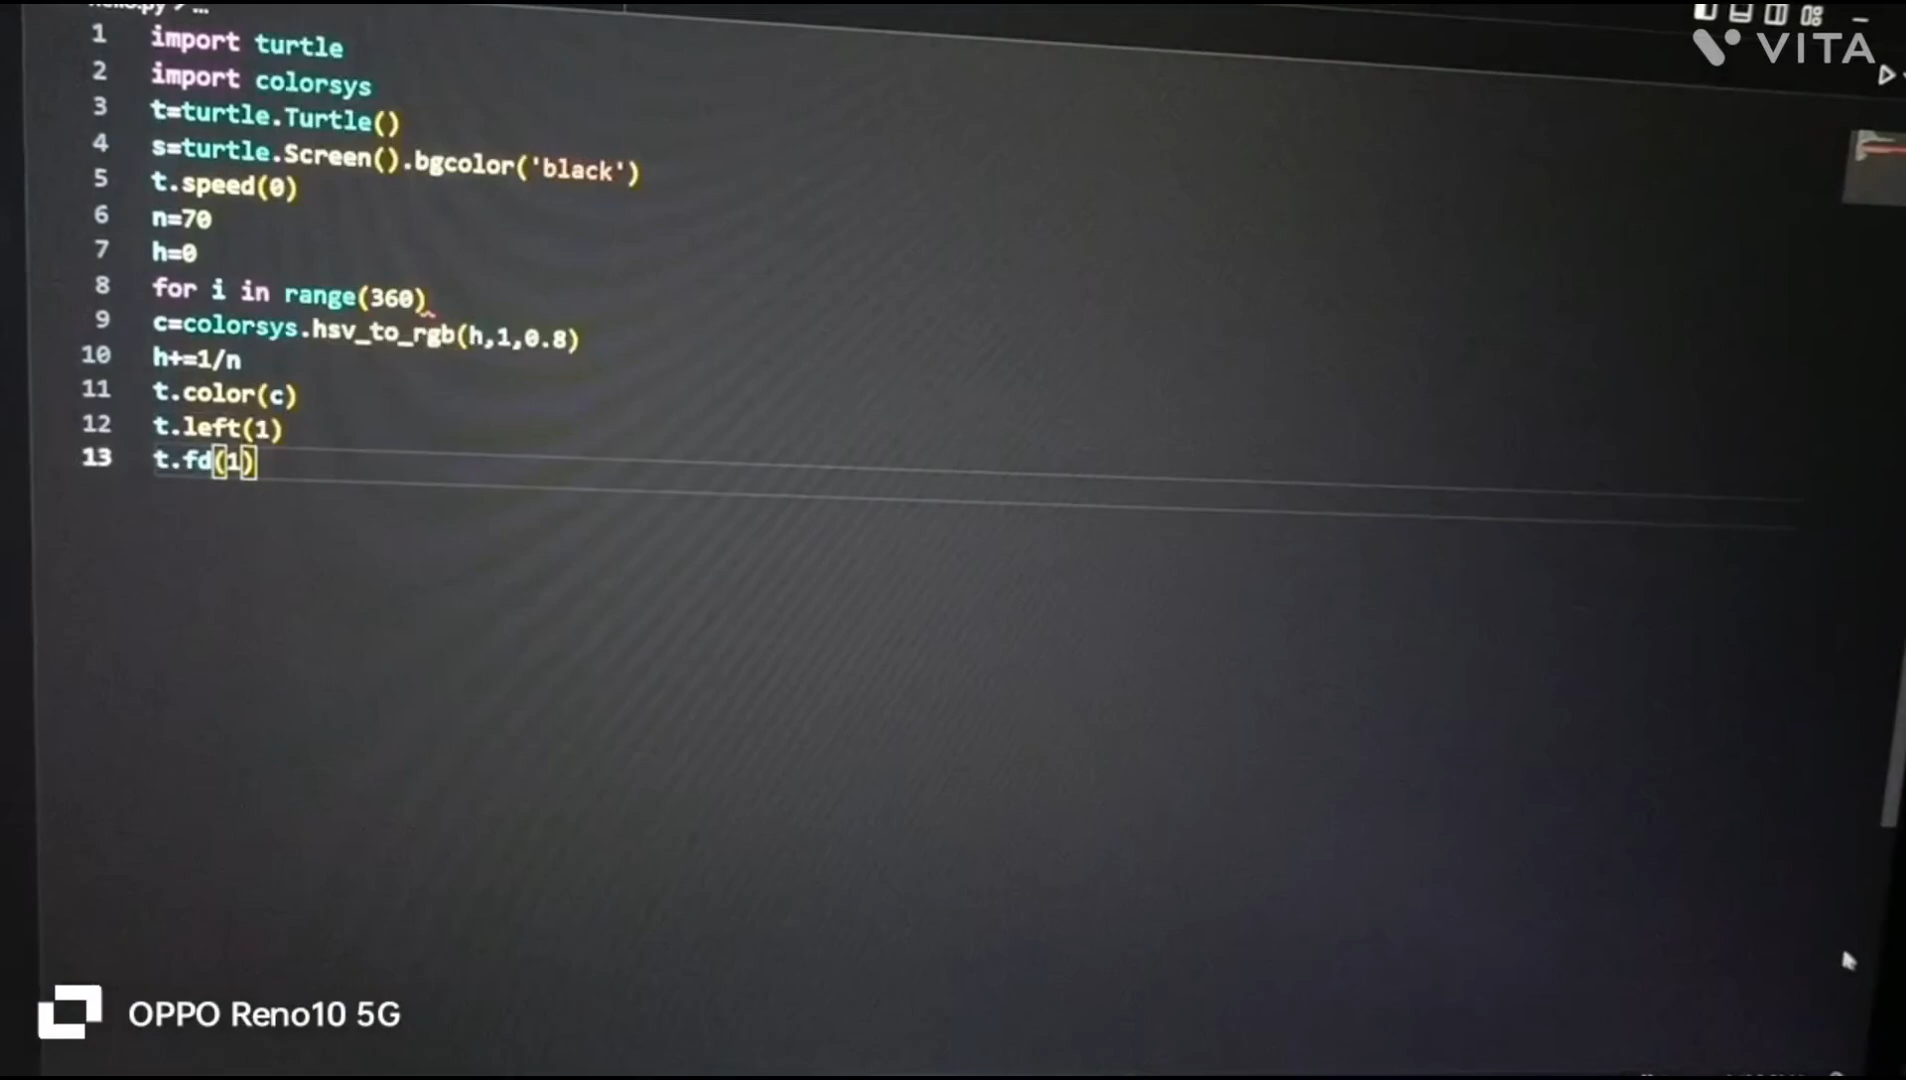 VITA
1 import turtle
2 import colorsys
3 t=turtle.Turtle()
4 s=turtle.Screen().bgcolor('black')
5 t.speed(0)
6 n=70
7 h=0
8 for i in range(360)
9 c=colorsys.hsv_to_rgb(h,1,0.8)
10 h+=1/n
11 t.color(c)
12 t.left(1)
13 t.fd(1)
OPPO Reno10 5G